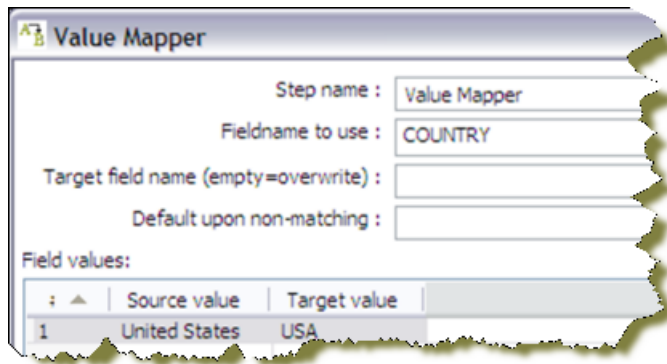 Value Mapper
Step name : Value Mapper
Fieldname to use : COUNTRY
Target field name (empty=overwrite) :
Default upon non-matching :
Field values:
: Source value Target value
1 United States USA